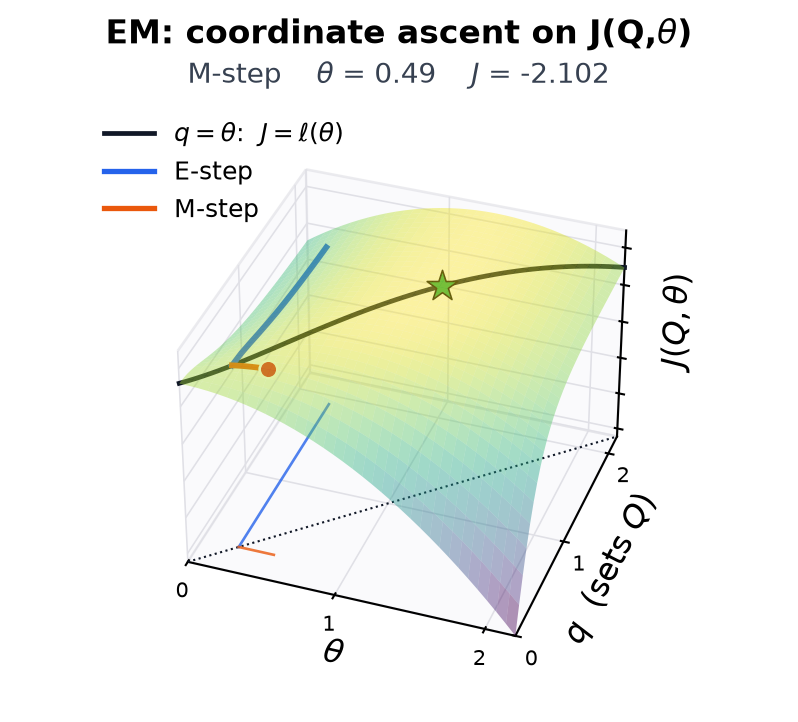 EM: coordinate ascent on J(Q,θ)
M-step θ = 0.49 J = -2.102
q = θ: J = ℓ(θ)
E-step
M-step
J(Q, θ)
2
1
q (sets Q)
0
0
1
2
θ